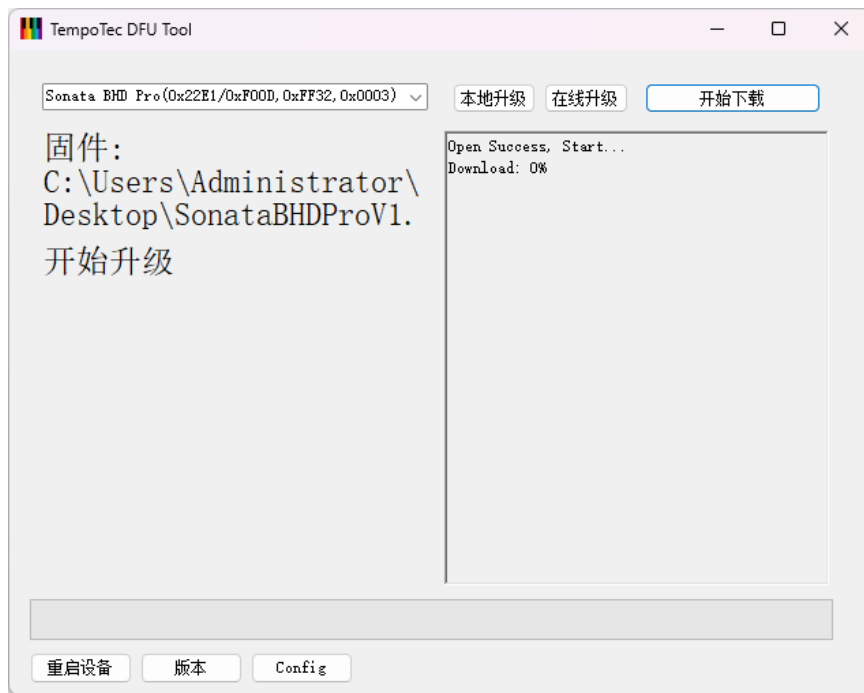 TempoTec DFU Tool
Sonata BHD Pro(0x22E1/0xF00D,0xFF32,0x0003)
本地升级
在线升级
开始下载
固件:
C:\Users\Administrator\
Desktop\SonataBHDProV1.
开始升级
Open Success, Start...
Download: 0%
重启设备
版本
Config